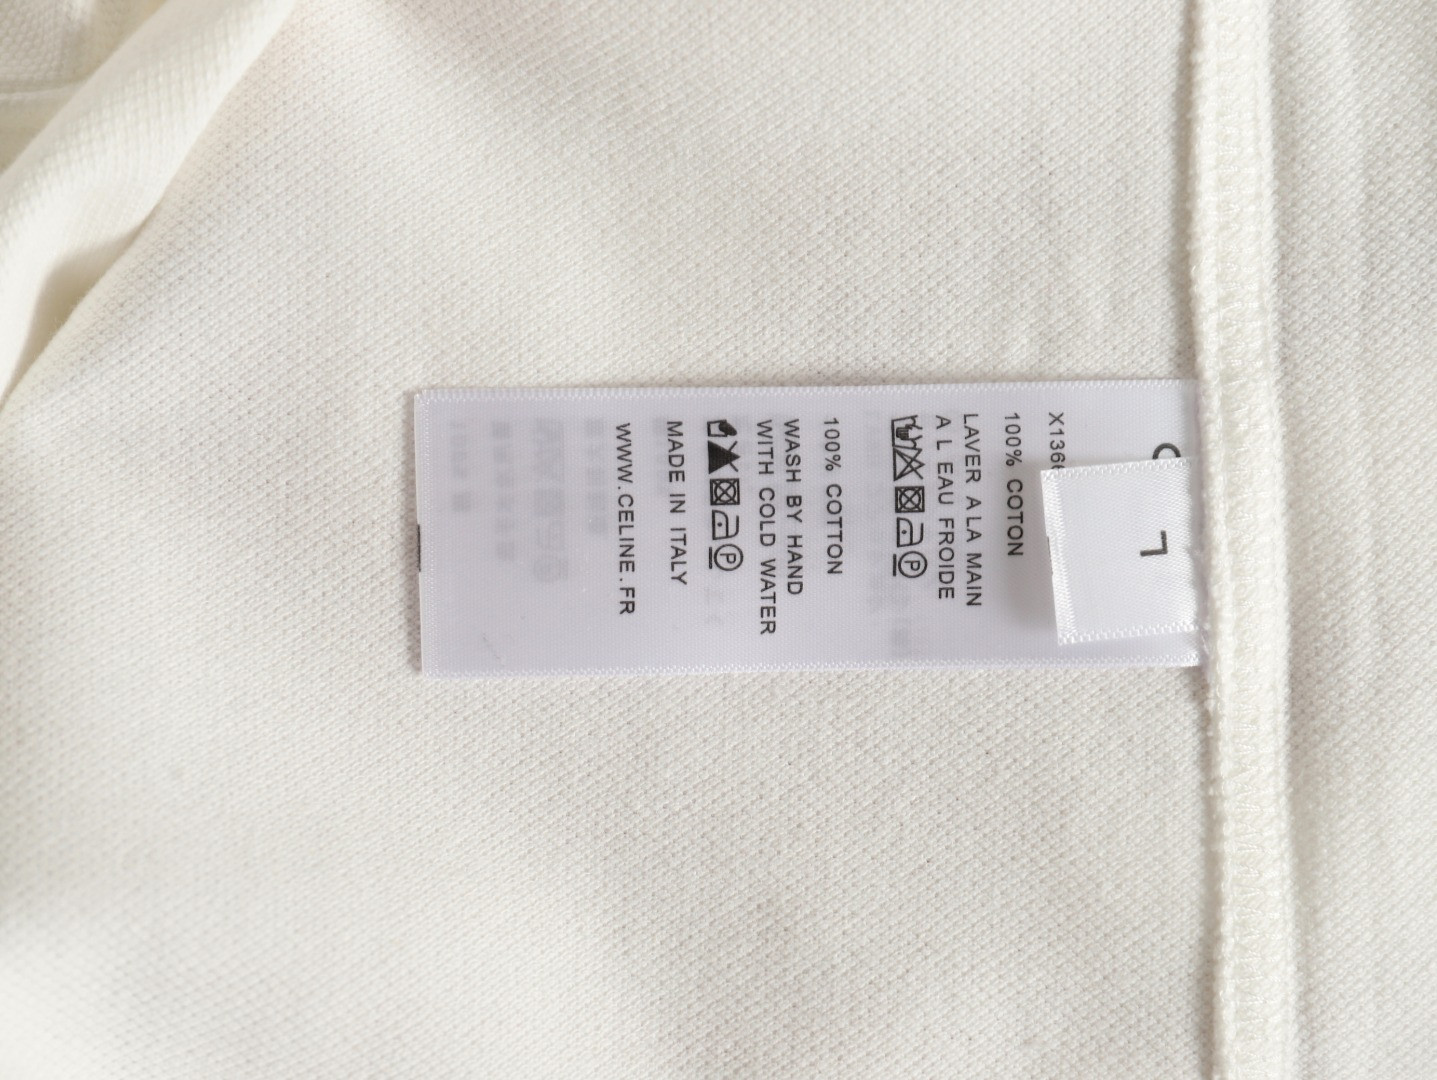 L
100% COTON
LAVER A LA MAIN
A L EAU FROIDE
P
100% COTTON
WASH BY HAND
WITH COLD WATER
P
MADE IN ITALY
WWW.CELINE.FR